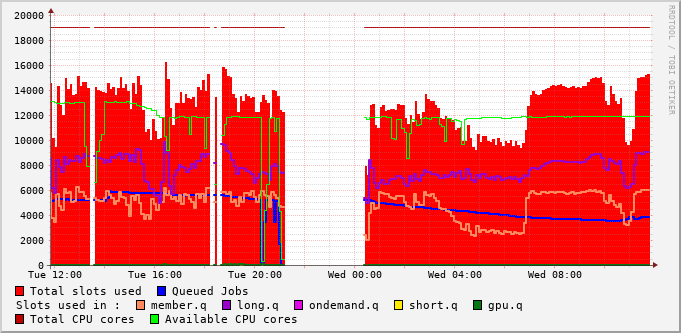 RRDTOOL / TOBI OETIKER
20000
18000
16000
14000
12000
10000
8000
6000
4000
2000
0
Tue 12:00 Tue 16:00 Tue 20:00 Wed 00:00 Wed 04:00 Wed 08:00
Total slots used Queued Jobs
Slots used in : member.q long.q ondemand.q short.q gpu.q
Total CPU cores Available CPU cores